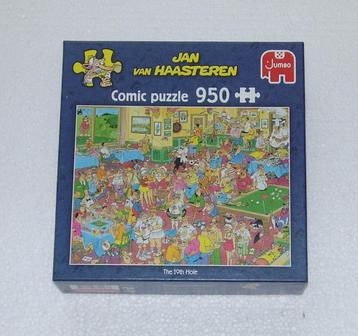 JAN
VAN HAASTEREN
Jumbo
Comic puzzle 950
The 19th Hole